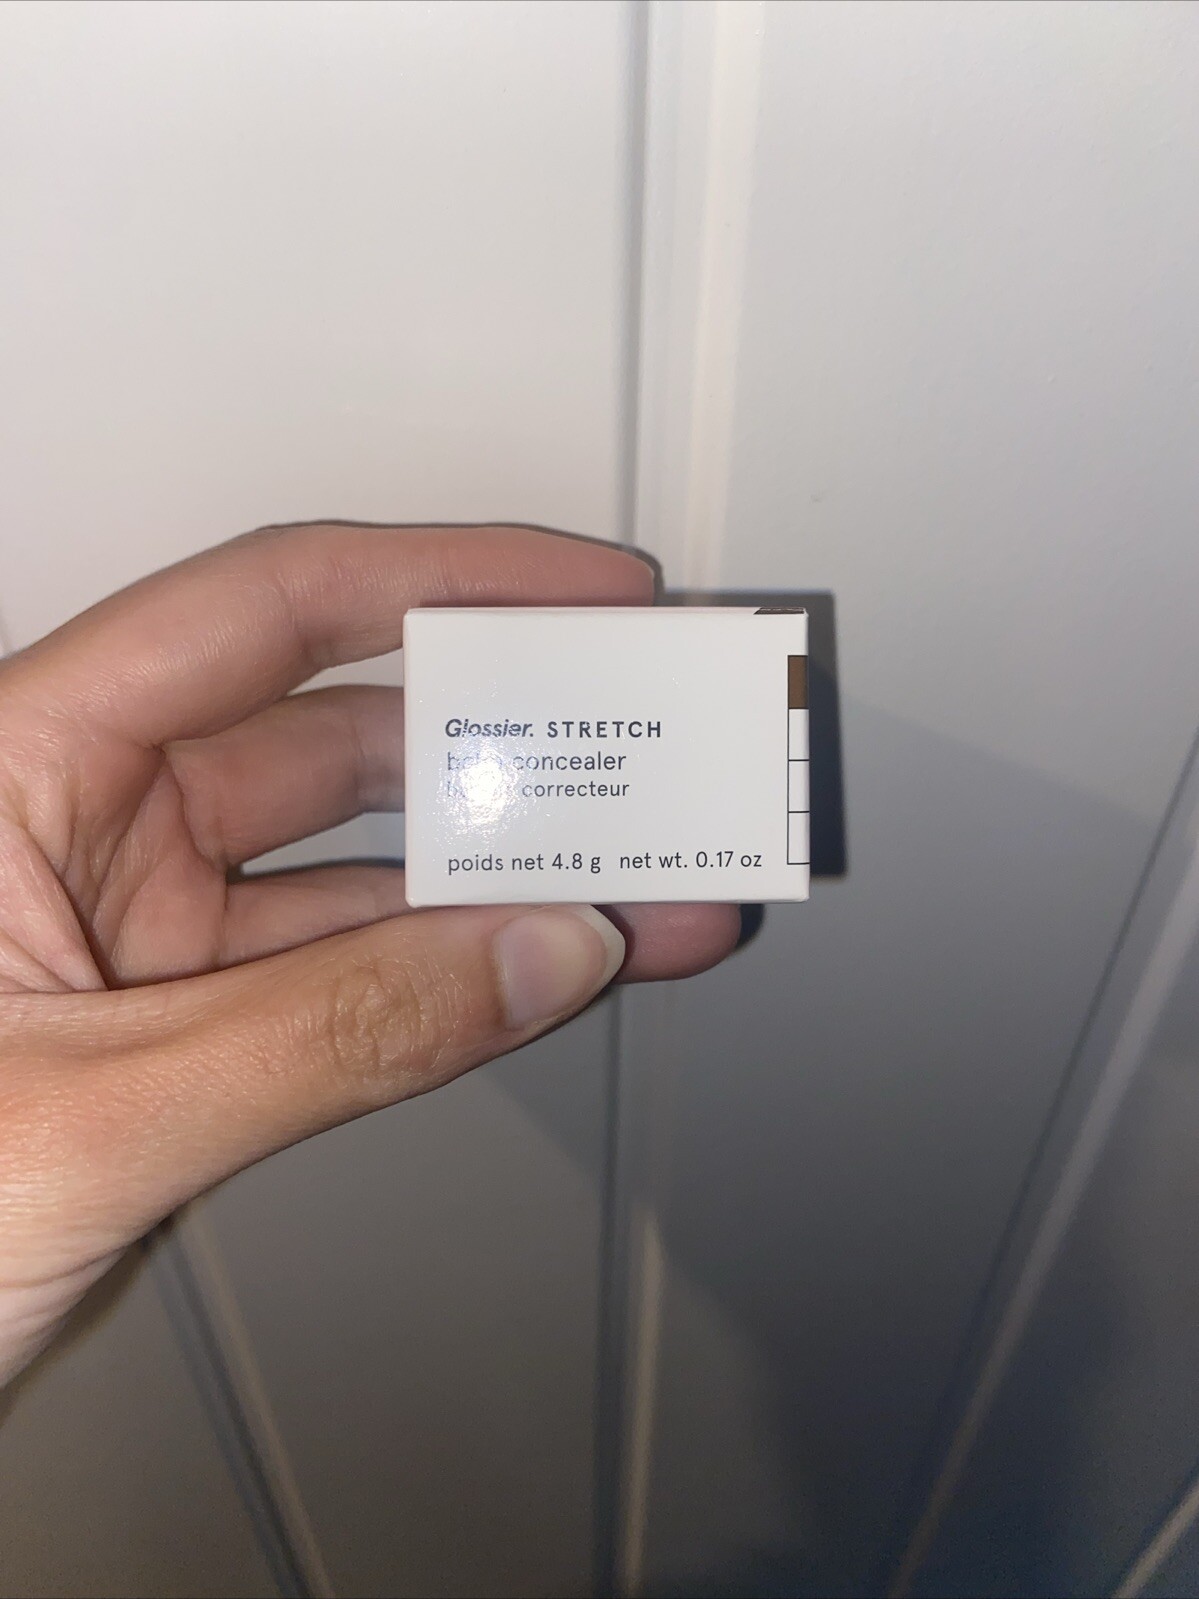 Glossier. STRETCH
concealer
correcteur
poids net 4.8 g net wt. 0.17 oz